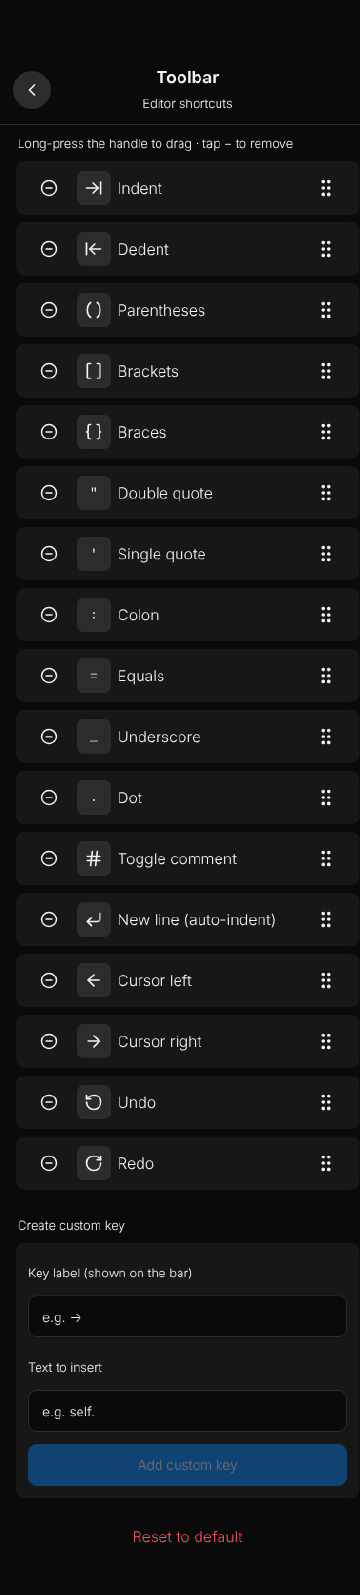 Toolbar
Editor shortcuts
Long-press the handle to drag · tap – to remove
Indent
Dedent
( ) Parentheses
[ ] Brackets
{ } Braces
" Double quote
' Single quote
: Colon
= Equals
_ Underscore
. Dot
# Toggle comment
New line (auto-indent)
Cursor left
Cursor right
Undo
Redo
Create custom key
Key label (shown on the bar)
e.g. →
Text to insert
e.g. self.
Add custom key
Reset to default